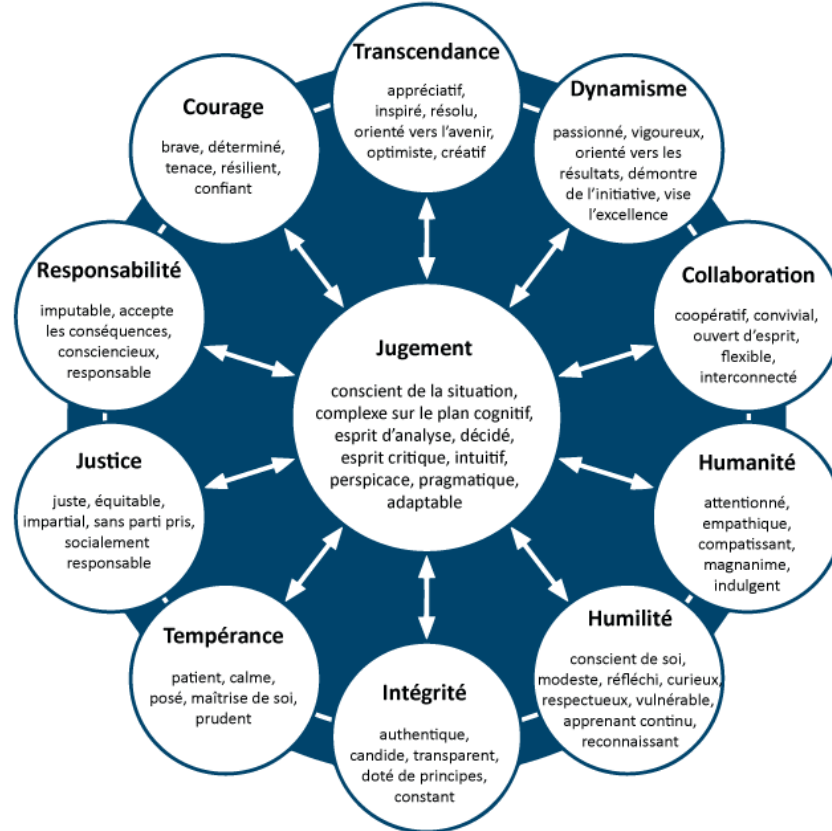 Transcendance
appréciatif,
inspiré, résolu,
orienté vers l'avenir,
optimiste, créatif
Dynamisme
passionné, vigoureux,
orienté vers les
résultats, démontre
de l'initiative, vise
l'excellence
Collaboration
coopératif, convivial,
ouvert d'esprit,
flexible,
interconnecté
Humanité
attentionné,
empathique,
compatissant,
magnanime,
indulgent
Humilité
conscient de soi,
modeste, réfléchi, curieux,
respectueux, vulnérable,
apprenant continu,
reconnaissant
Intégrité
authentique,
candide, transparent,
doté de principes,
constant
Tempérance
patient, calme,
posé, maîtrise de soi,
prudent
Justice
juste, équitable,
impartial, sans parti pris,
socialement
responsable
Responsabilité
imputable, accepte
les conséquences,
consciencieux,
responsable
Courage
brave, déterminé,
tenace, résilient,
confiant
Jugement
conscient de la situation,
complexe sur le plan cognitif,
esprit d'analyse, décidé,
esprit critique, intuitif,
perspicace, pragmatique,
adaptable